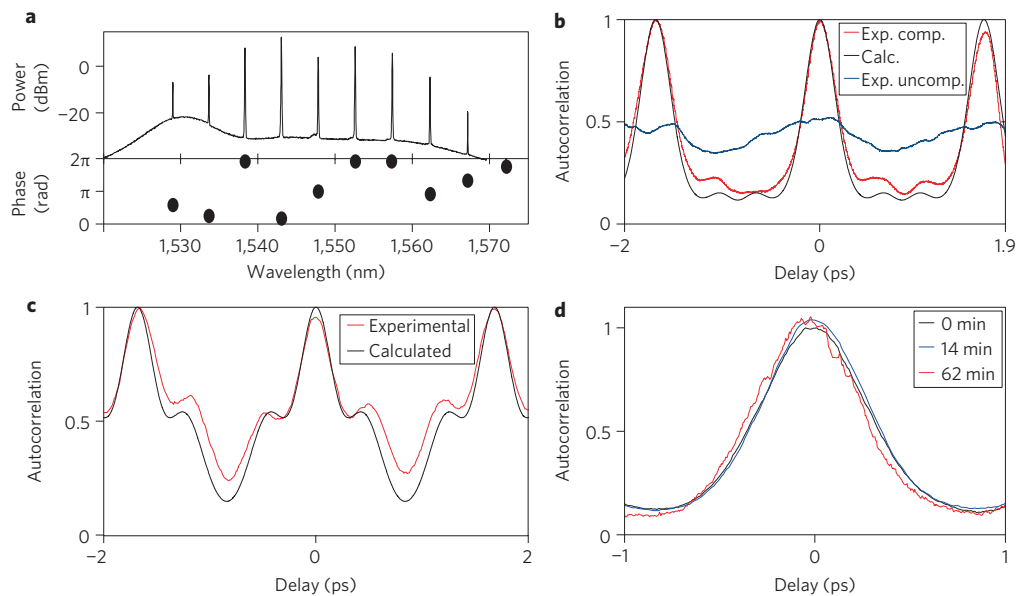 a
Power
(dBm)
0
−20
Phase
(rad)
2π
π
0
1,530
1,540
1,550
1,560
1,570
Wavelength (nm)
b
Autocorrelation
1
0.5
0
Exp. comp.
Calc.
Exp. uncomp.
−2
0
1.9
Delay (ps)
c
Autocorrelation
1
0.5
0
Experimental
Calculated
−2
0
2
Delay (ps)
d
Autocorrelation
1
0.5
0
0 min
14 min
62 min
−1
0
1
Delay (ps)